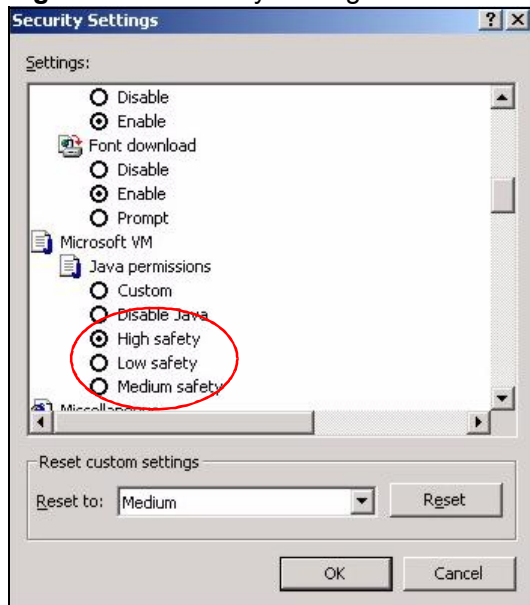 Security Settings
Settings:
Disable
Enable
Font download
Disable
Enable
Prompt
Microsoft VM
Java permissions
Custom
Disable Java
High safety
Low safety
Medium safety
Miscellaneous
Reset custom settings
Reset to: Medium Reset
OK Cancel